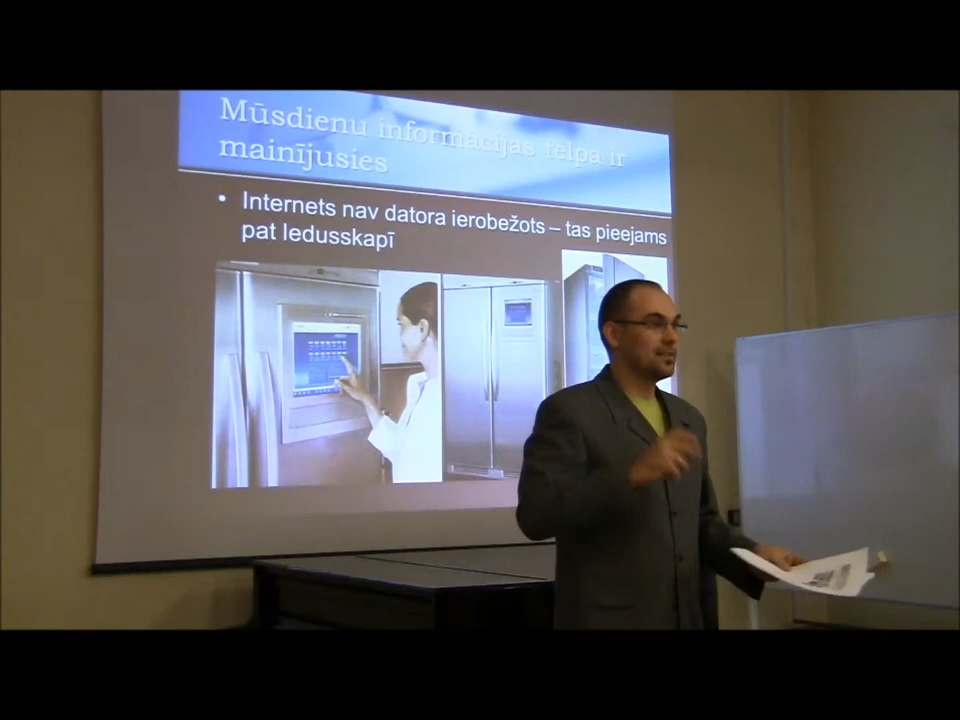 Mūsdienu informācijas telpa ir
mainījusies
• Internets nav datora ierobežots – tas pieejams
pat ledusskapī